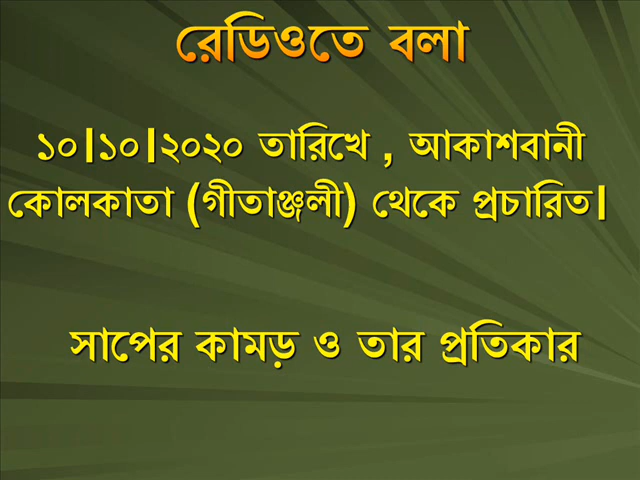 রেডিওতে বলা
১০।১০।২০২০ তারিখে , আকাশবানী
কোলকাতা (গীতাঞ্জলী) থেকে প্রচারিত।
সাপের কামড় ও তার প্রতিকার